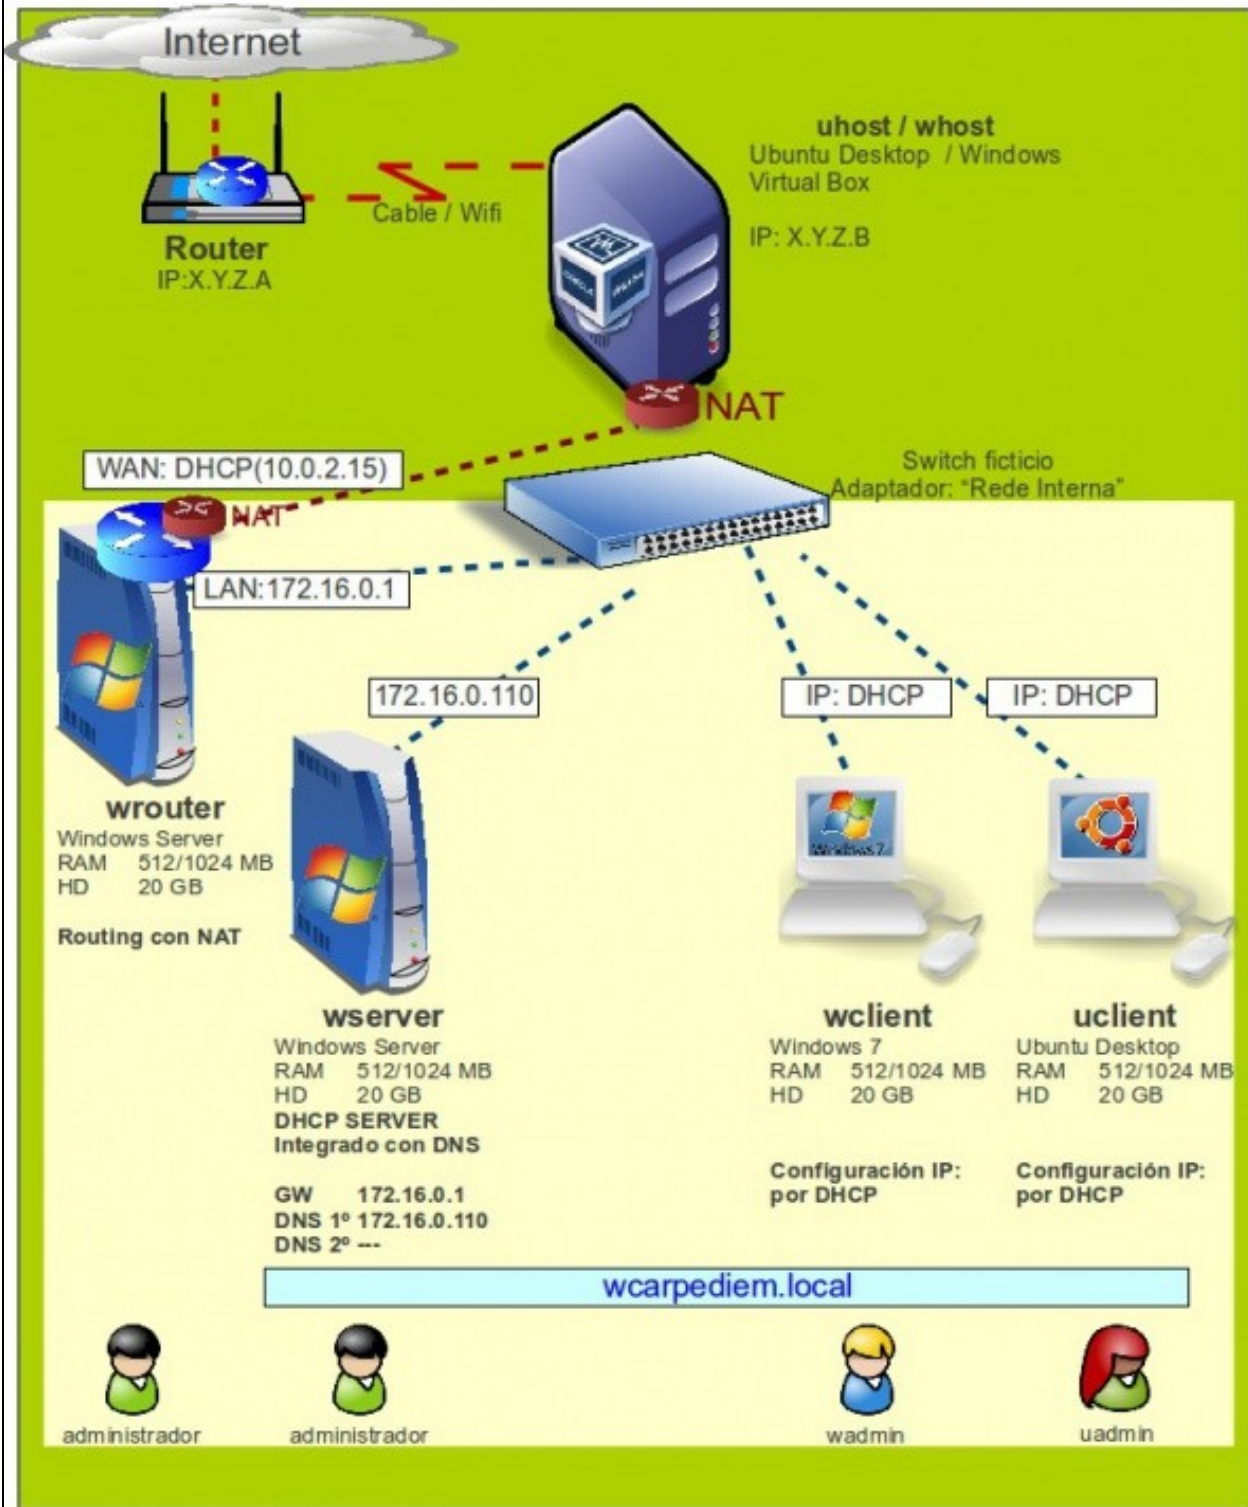 Internet
uhost / whost
Ubuntu Desktop / Windows
Virtual Box
IP: X.Y.Z.B
Cable / Wifi
Router
IP:X.Y.Z.A
NAT
WAN: DHCP(10.0.2.15)
Switch ficticio
Adaptador: “Rede Interna”
NAT
LAN:172.16.0.1
172.16.0.110
IP: DHCP
IP: DHCP
wrouter
Windows Server
RAM 512/1024 MB
HD 20 GB
Routing con NAT
Windows 7
wserver
Windows Server
RAM 512/1024 MB
HD 20 GB
DHCP SERVER
Integrado con DNS
GW 172.16.0.1
DNS 1º 172.16.0.110
DNS 2º ---
wclient
Windows 7
RAM 512/1024 MB
HD 20 GB
Configuración IP:
por DHCP
uclient
Ubuntu Desktop
RAM 512/1024 MB
HD 20 GB
Configuración IP:
por DHCP
wcarpediem.local
administrador
administrador
wadmin
uadmin